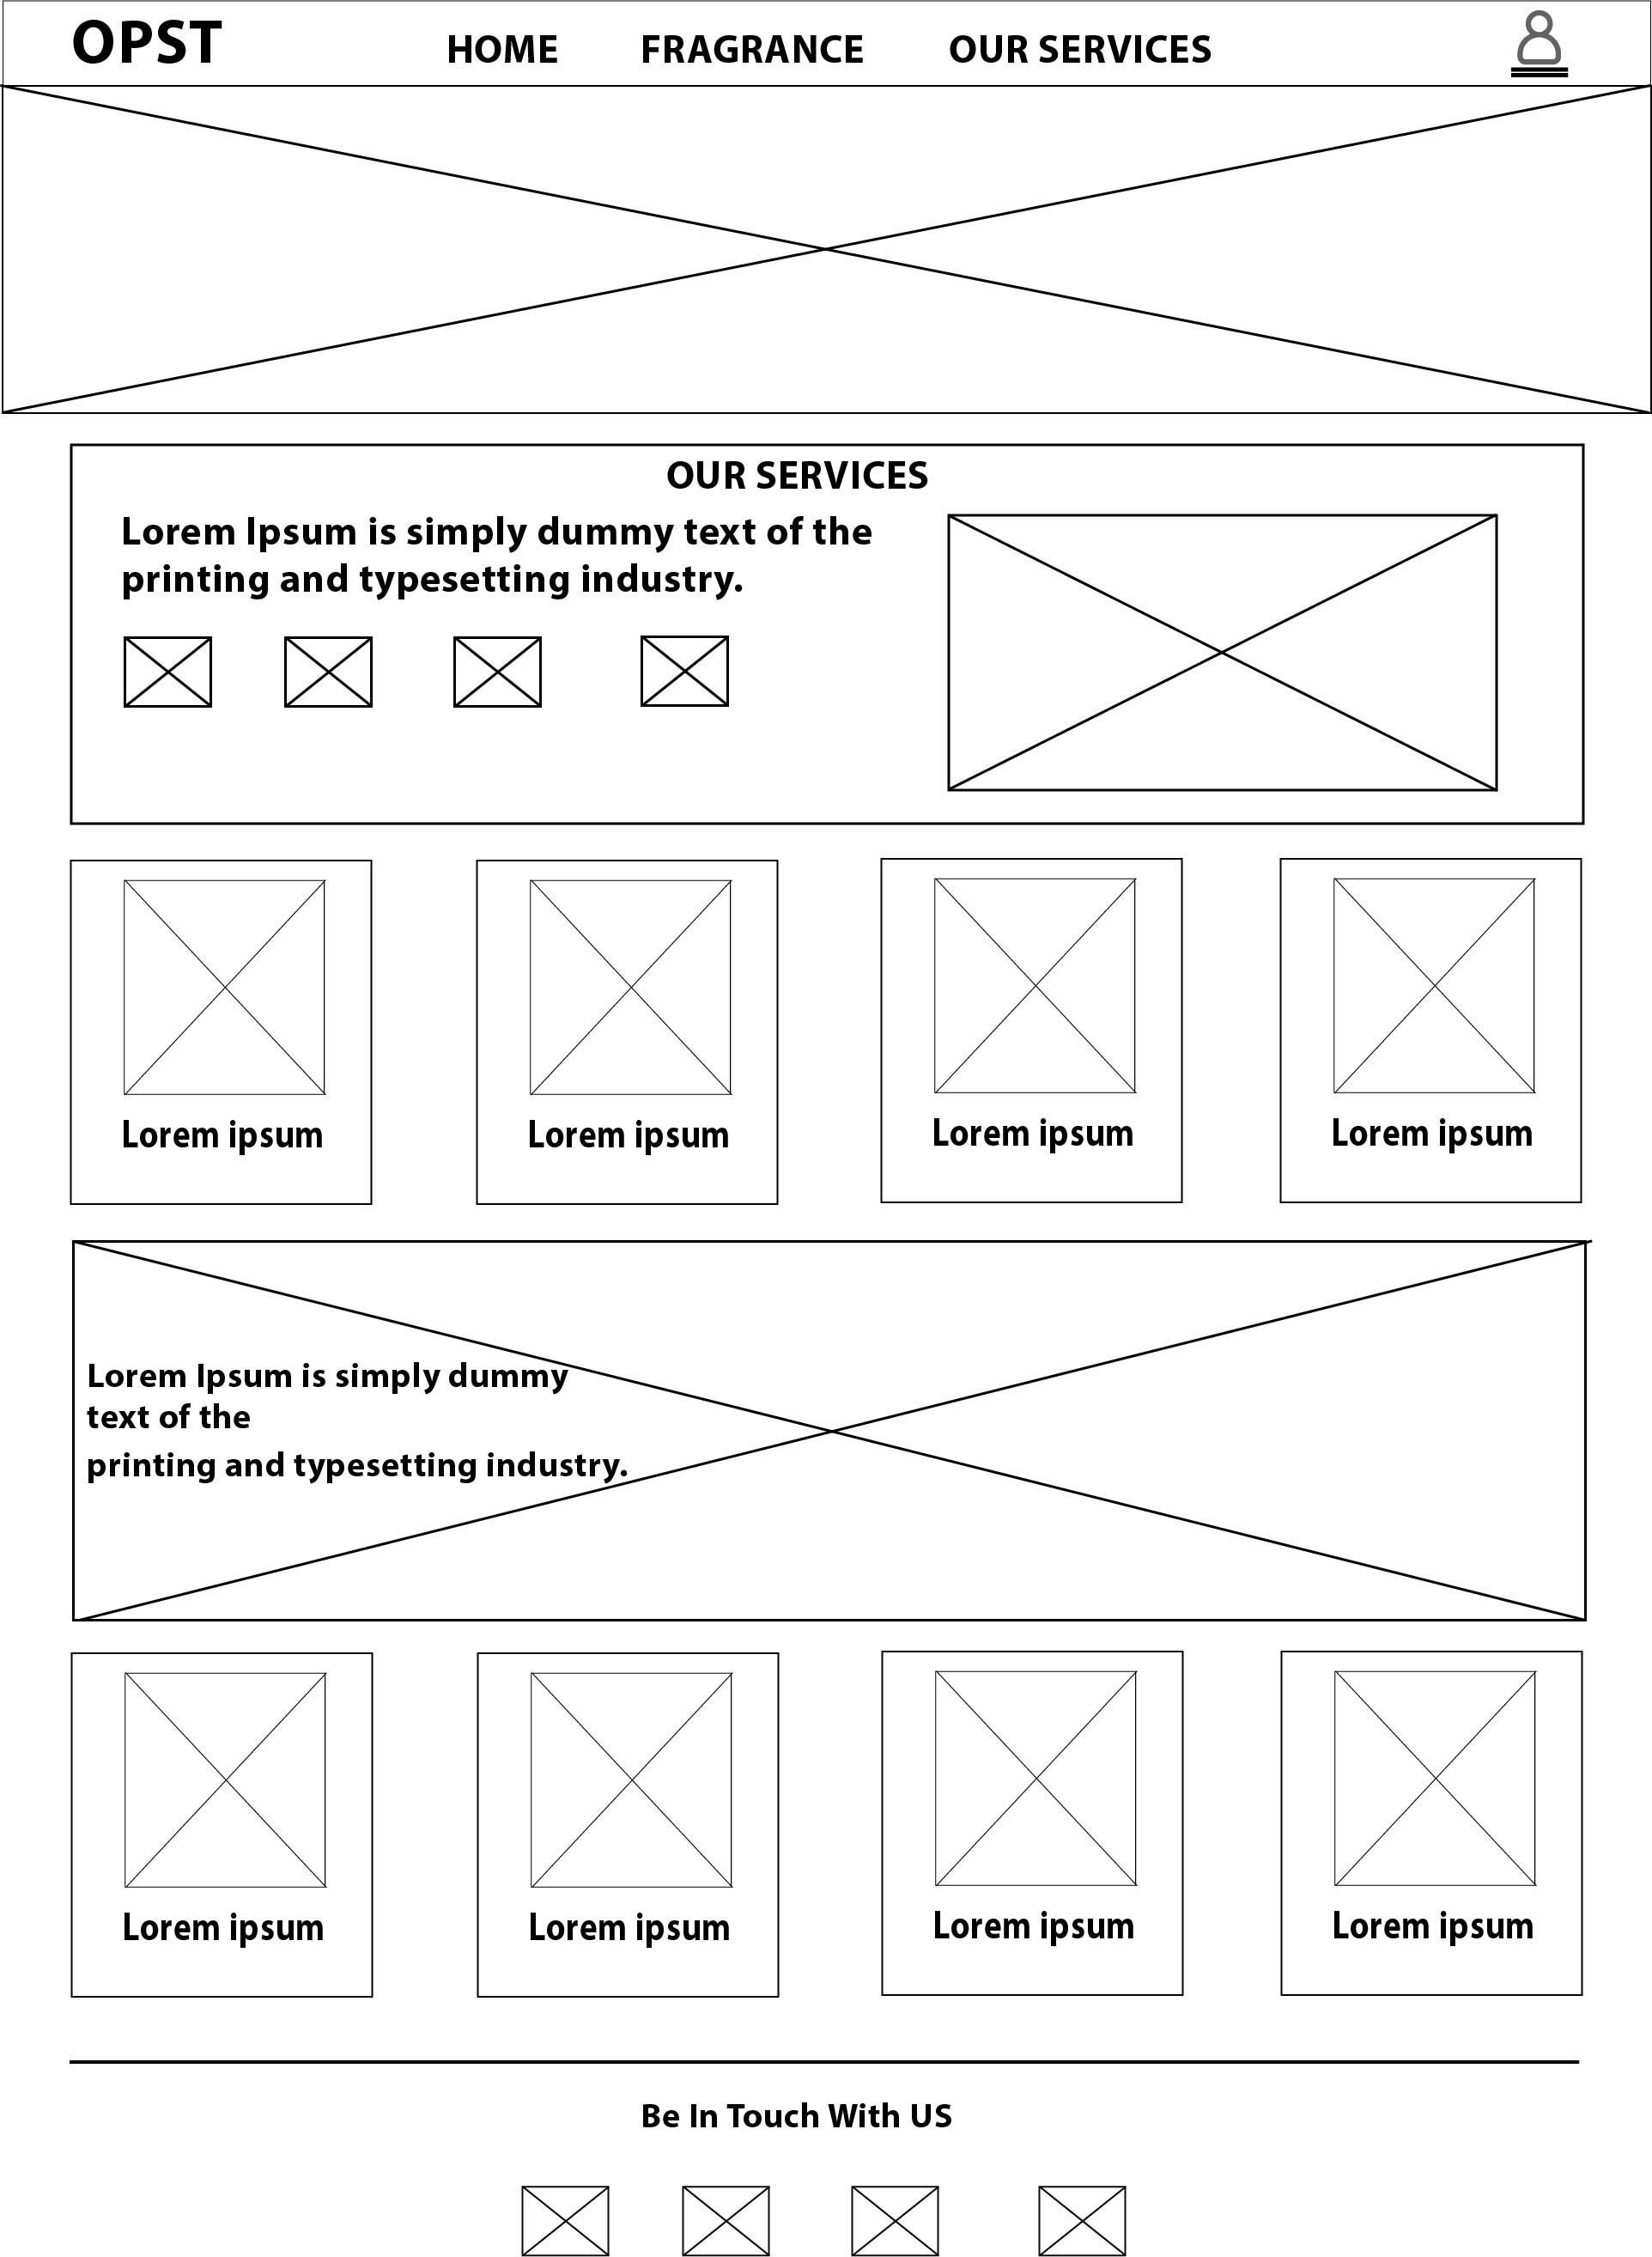 OPST
HOME
FRAGRANCE
OUR SERVICES
OUR SERVICES
Lorem Ipsum is simply dummy text of the
printing and typesetting industry.
Lorem ipsum
Lorem ipsum
Lorem ipsum
Lorem ipsum
Lorem Ipsum is simply dummy
text of the
printing and typesetting industry.
Lorem ipsum
Lorem ipsum
Lorem ipsum
Lorem ipsum
Be In Touch With US